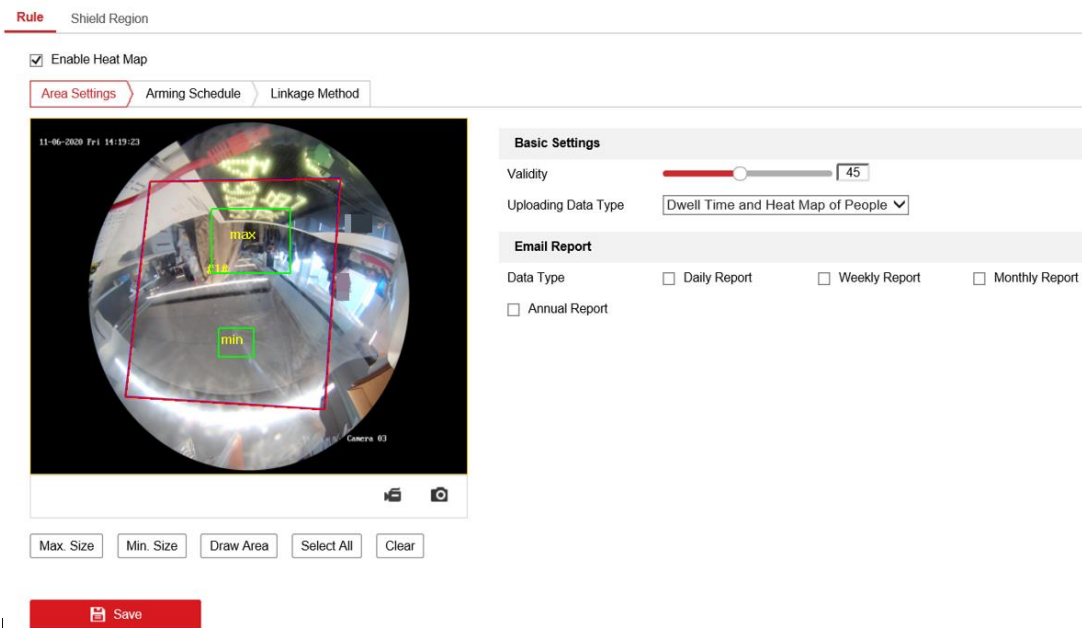 Rule Shield Region
Enable Heat Map
Area Settings Arming Schedule Linkage Method
11-06-2020 Fri 14:19:23
max
min
Camera 03
Basic Settings
Validity 45
Uploading Data Type Dwell Time and Heat Map of People
Email Report
Data Type Daily Report Weekly Report Monthly Report
Annual Report
Max. Size Min. Size Draw Area Select All Clear
Save